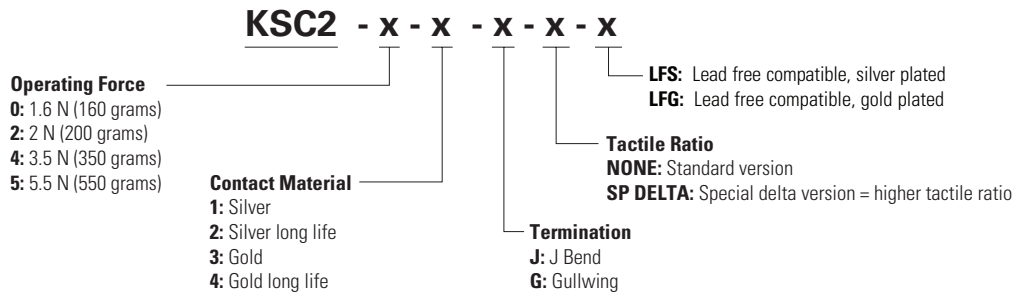 KSC2 - x - x - x - x - x
Operating Force
0: 1.6 N (160 grams)
2: 2 N (200 grams)
4: 3.5 N (350 grams)
5: 5.5 N (550 grams)
Contact Material
1: Silver
2: Silver long life
3: Gold
4: Gold long life
Termination
J: J Bend
G: Gullwing
Tactile Ratio
NONE: Standard version
SP DELTA: Special delta version = higher tactile ratio
LFS: Lead free compatible, silver plated
LFG: Lead free compatible, gold plated